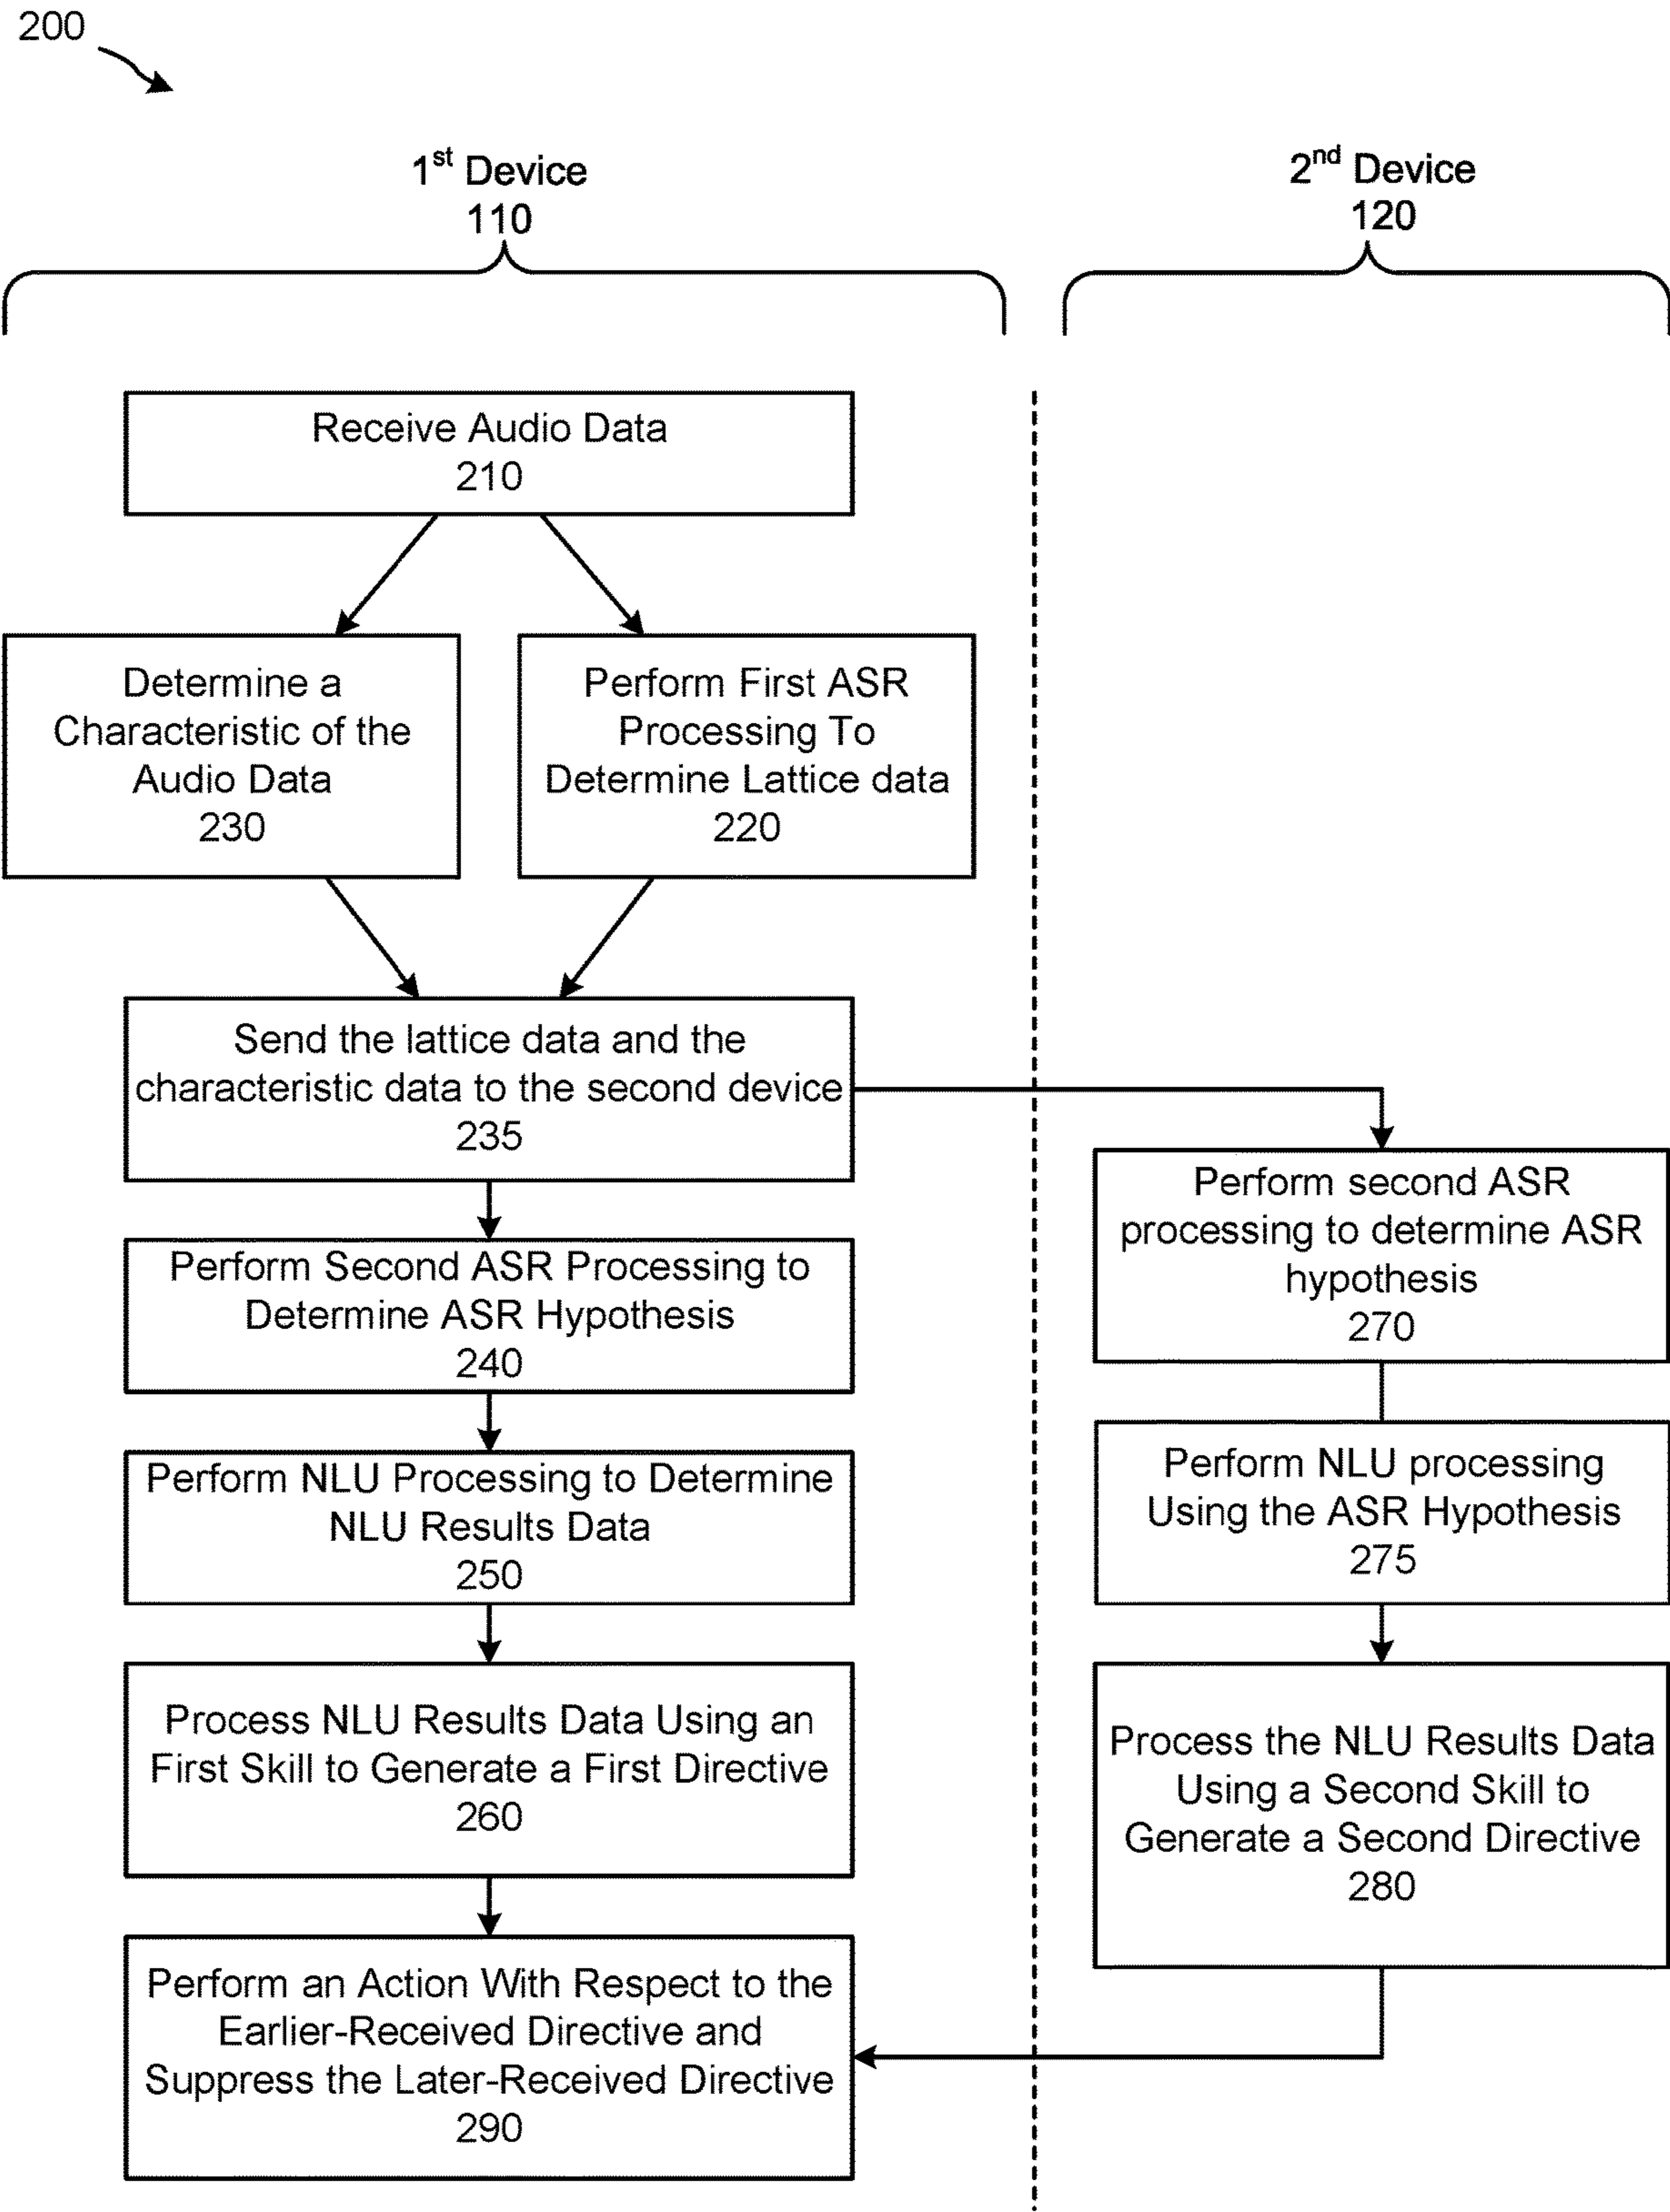 200
1st Device
110
2nd Device
120
Receive Audio Data
210
Determine a
Characteristic of the
Audio Data
230
Perform First ASR
Processing To
Determine Lattice data
220
Send the lattice data and the
characteristic data to the second device
235
Perform Second ASR Processing to
Determine ASR Hypothesis
240
Perform NLU Processing to Determine
NLU Results Data
250
Process NLU Results Data Using an
First Skill to Generate a First Directive
260
Perform an Action With Respect to the
Earlier-Received Directive and
Suppress the Later-Received Directive
290
Perform second ASR
processing to determine ASR
hypothesis
270
Perform NLU processing
Using the ASR Hypothesis
275
Process the NLU Results Data
Using a Second Skill to
Generate a Second Directive
280